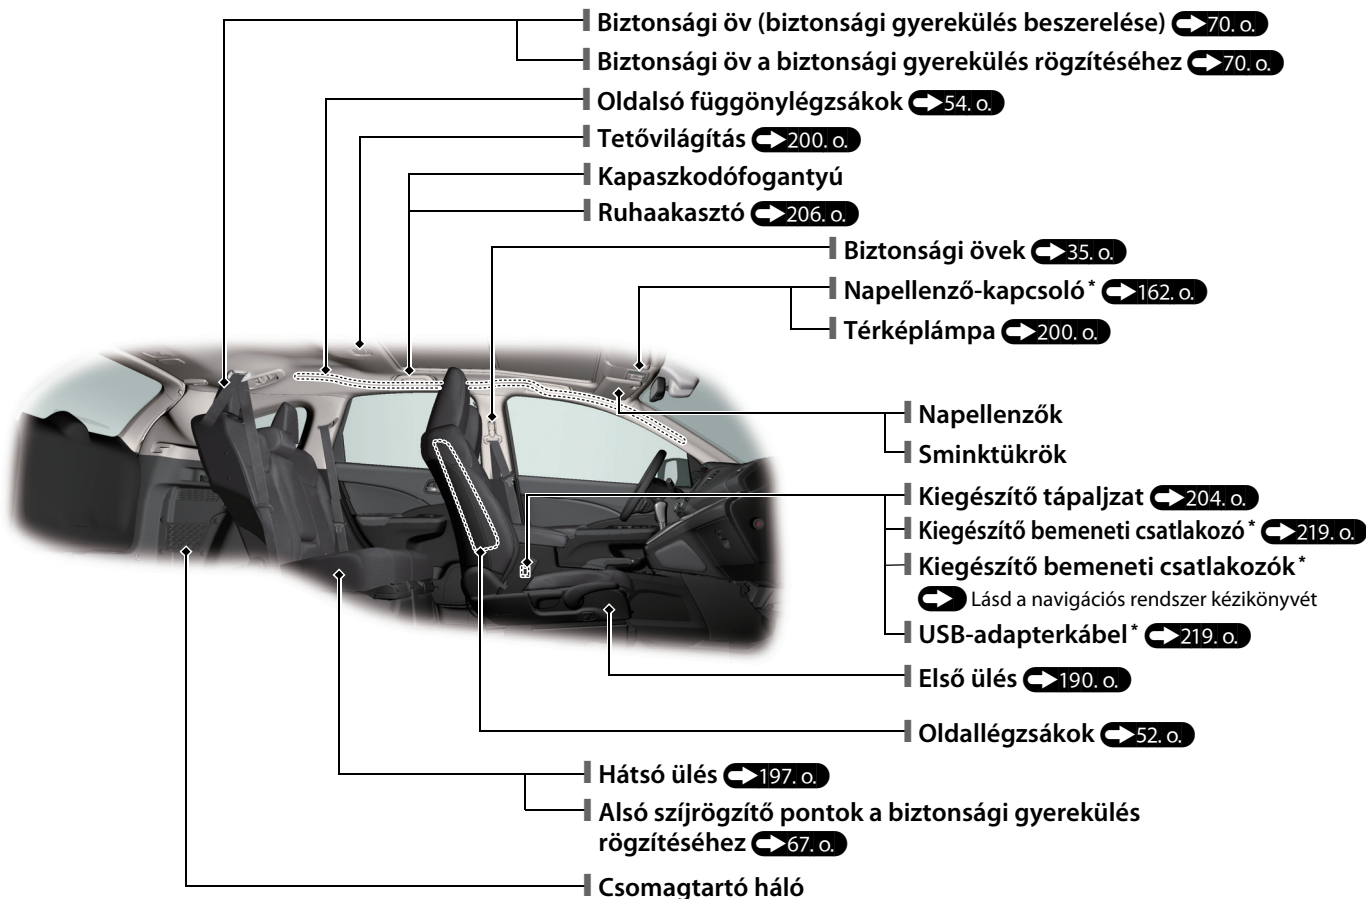 Biztonsági öv (biztonsági gyerekülés beszerelése) 70. o.
Biztonsági öv a biztonsági gyerekülés rögzítéséhez 70. o.
Oldalsó függönylégzsákok 54. o.
Tetővilágítás 200. o.
Kapaszkodófogantyú
Ruhaakasztó 206. o.
Biztonsági övek 35. o.
Napellenző-kapcsoló* 162. o.
Térképlámpa 200. o.
Napellenzők
Sminktükrök
Kiegészítő tápaljzat 204. o.
Kiegészítő bemeneti csatlakozó* 219. o.
Kiegészítő bemeneti csatlakozók*
Lásd a navigációs rendszer kézikönyvét
USB-adapterkábel* 219. o.
Első ülés 190. o.
Oldallégzsákok 52. o.
Hátsó ülés 197. o.
Alsó szíjrögzítő pontok a biztonsági gyerekülés
rögzítéséhez 67. o.
Csomagtartó háló